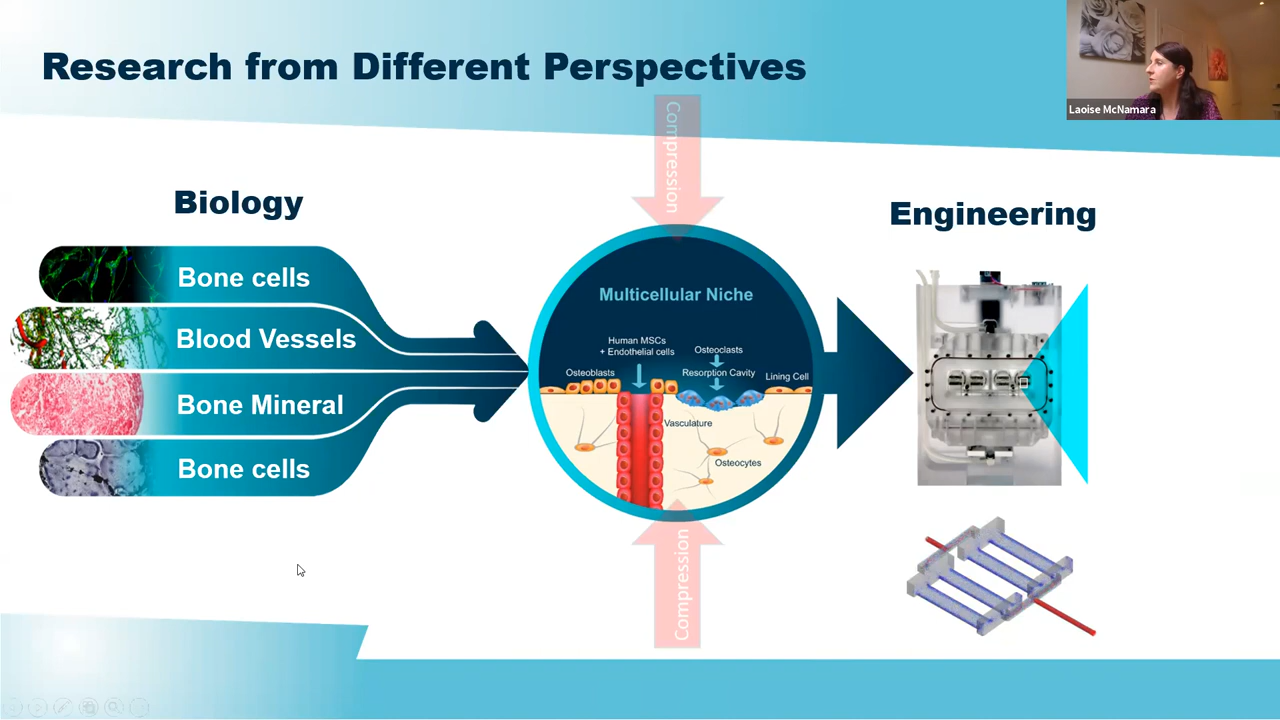 Research from Different Perspectives
Laoise McNamara
Compression
Biology
Engineering
Bone cells
Blood Vessels
Bone Mineral
Bone cells
Multicellular Niche
Human MSCs
+ Endothelial cells
Osteoclasts
Osteoblasts
Resorption Cavity
Lining Cell
Vasculature
Osteocytes
Compression